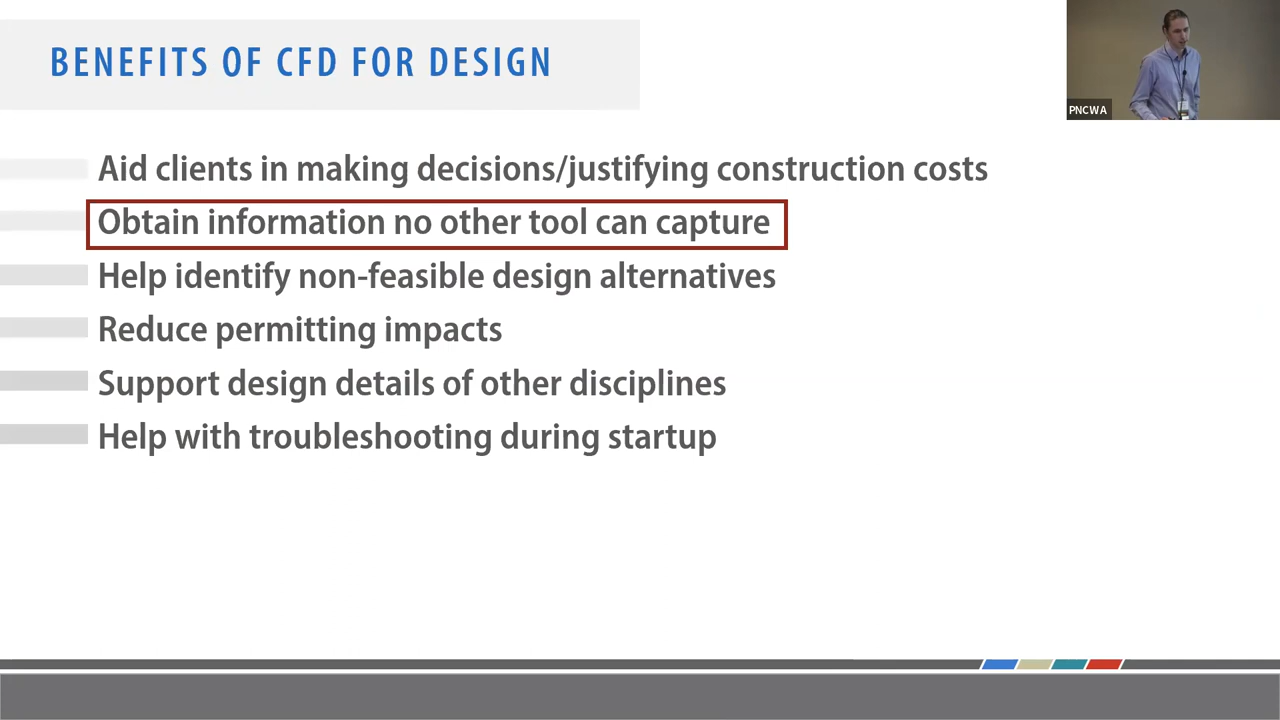 BENEFITS OF CFD FOR DESIGN
PNCWA
Aid clients in making decisions/justifying construction costs
Obtain information no other tool can capture
Help identify non-feasible design alternatives
Reduce permitting impacts
Support design details of other disciplines
Help with troubleshooting during startup